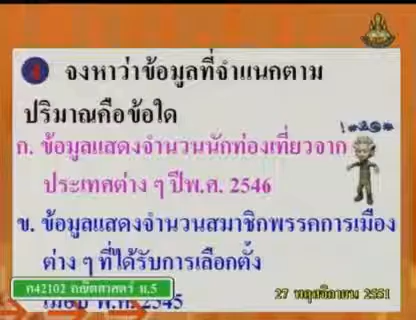 4 จงหาว่าข้อมูลที่จำแนกตาม
ปริมาณคือข้อใด
ก. ข้อมูลแสดงจำนวนนักท่องเที่ยวจาก
ประเทศต่าง ๆ ปีพ.ศ. 2546
ข. ข้อมูลแสดงจำนวนสมาชิกพรรคการเมือง
ต่าง ๆ ที่ได้รับการเลือกตั้ง
เมื่อปี พ.ศ. 2545
ค42102 คณิตศาสตร์ ม.5
27 พฤศจิกายน 2551